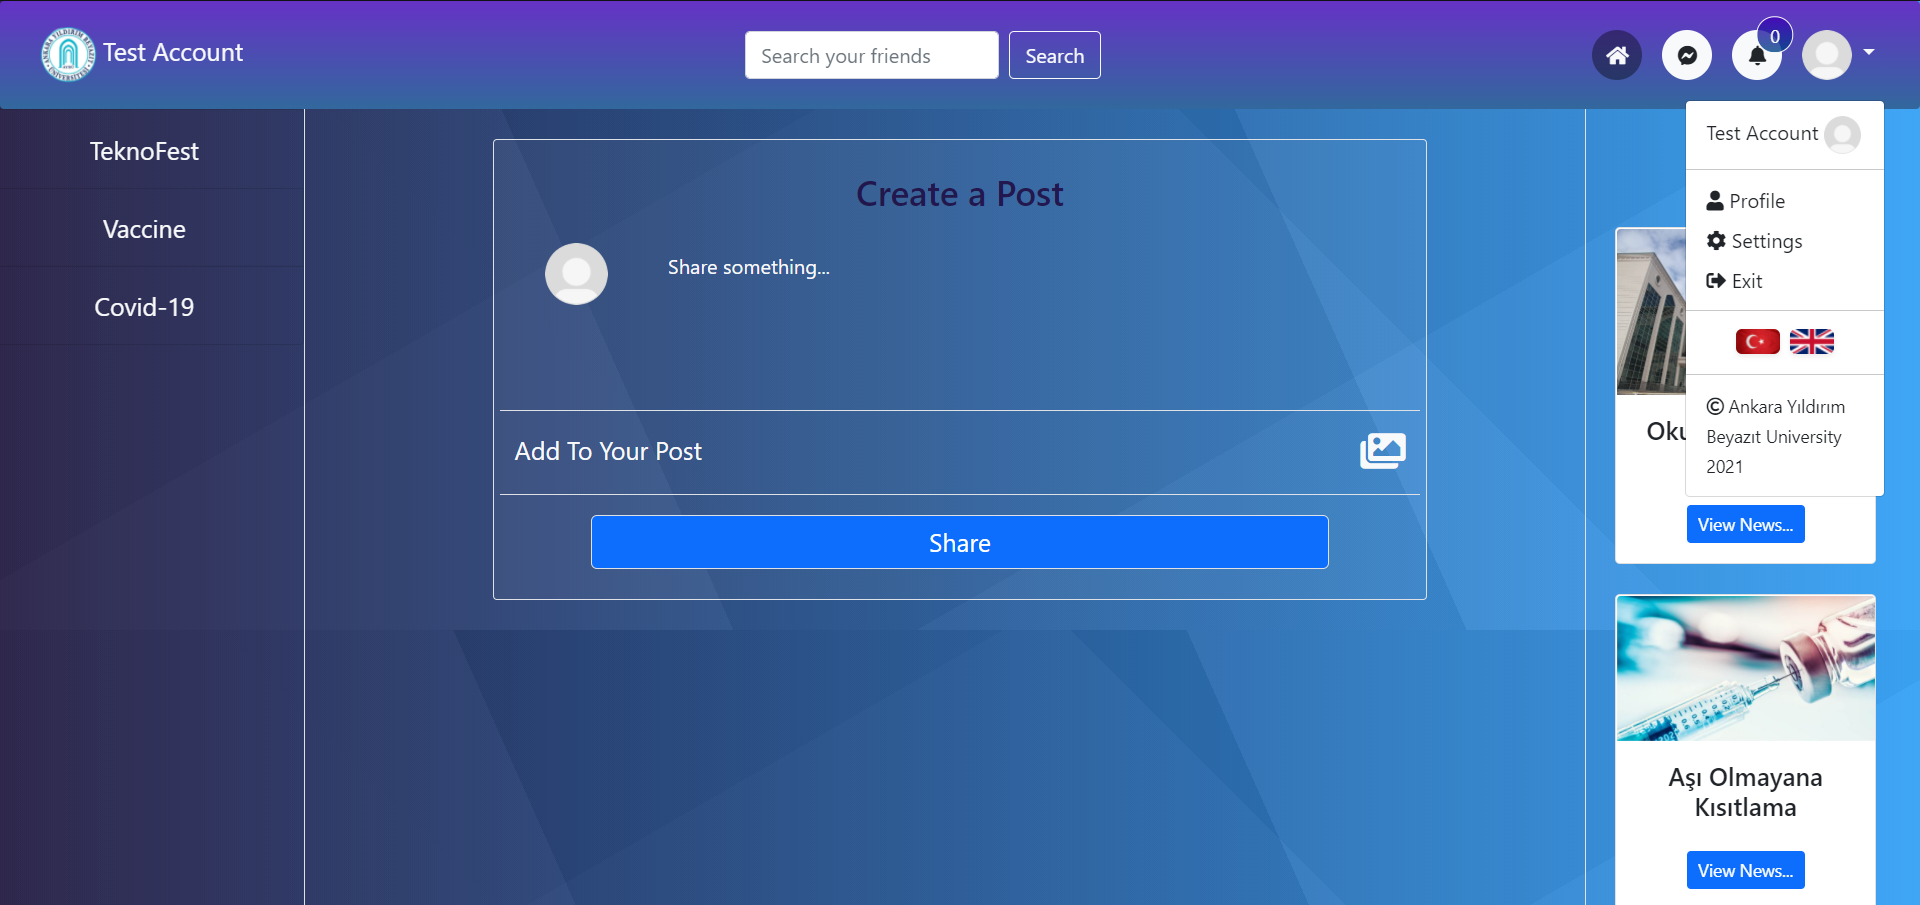 Test Account
Search your friends
Search
0
TeknoFest
Vaccine
Covid-19
Create a Post
Share something...
Add To Your Post
Share
Test Account
Profile
Settings
Exit
© Ankara Yıldırım
Beyazıt University
2021
View News...
Aşı Olmayana
Kısıtlama
View News...